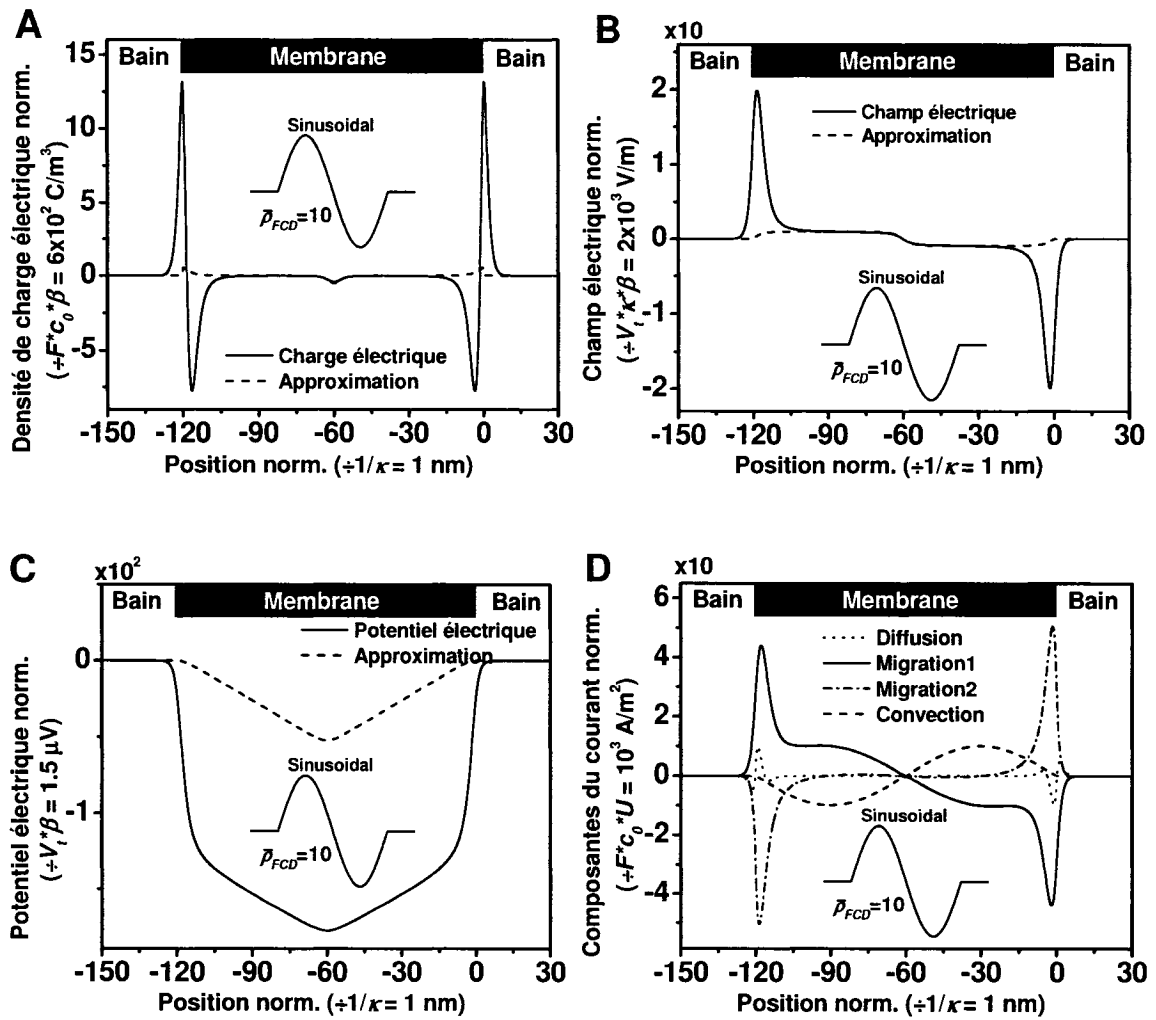 A
Bain
Membrane
Bain
Densité de charge électrique norm.
(÷F*c₀*β = 6x10² C/m³)
15
10
5
0
-5
Sinusoidal
ρ̄FCD=10
Charge électrique
Approximation
-150 -120 -90 -60 -30 0 30
Position norm. (÷1/κ = 1 nm)
B
x10
Bain
Membrane
Bain
Champ électrique norm.
(÷Vₜ*κ*β = 2x10³ V/m)
2
1
0
-1
-2
Champ électrique
Approximation
Sinusoidal
ρ̄FCD=10
-150 -120 -90 -60 -30 0 30
Position norm. (÷1/κ = 1 nm)
C
x10²
Bain
Membrane
Bain
Potentiel électrique norm.
(÷Vₜ*β = 1.5 μV)
0
-1
Potentiel électrique
Approximation
Sinusoidal
ρ̄FCD=10
-150 -120 -90 -60 -30 0 30
Position norm. (÷1/κ = 1 nm)
D
x10
Bain
Membrane
Bain
Composantes du courant norm.
(÷F*c₀*U = 10³ A/m²)
6
4
2
0
-2
-4
Diffusion
Migration1
Migration2
Convection
Sinusoidal
ρ̄FCD=10
-150 -120 -90 -60 -30 0 30
Position norm. (÷1/κ = 1 nm)